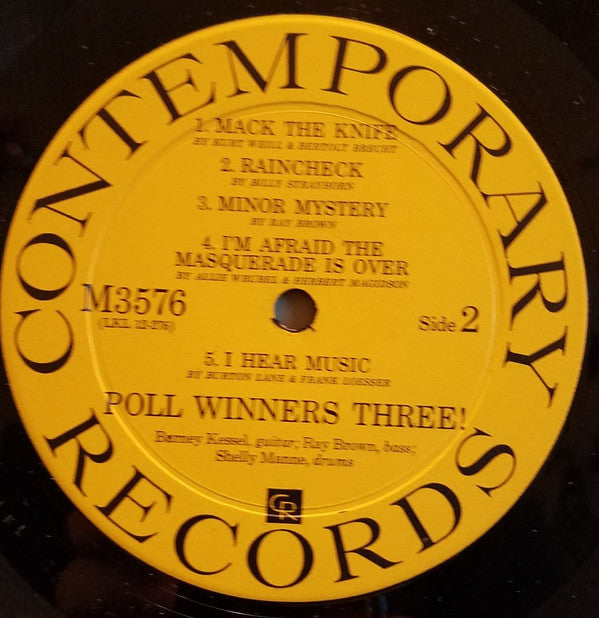 CONTEMPORARY
1. MACK THE KNIFE
BY KURT WEILL & BERTOLT BRECHT
2. RAINCHECK
BY BILLY STRAYHORN
3. MINOR MYSTERY
BY RAY BROWN
4. I'M AFRAID THE
MASQUERADE IS OVER
BY ALLIE WRUBEL & HERBERT MAGIDSON
M3576
(LKL 12-276)
Side 2
5. I HEAR MUSIC
BY BURTON LANE & FRANK LOESSER
POLL WINNERS THREE!
Barney Kessel, guitar; Ray Brown, bass;
Shelly Manne, drums
CR
RECORDS